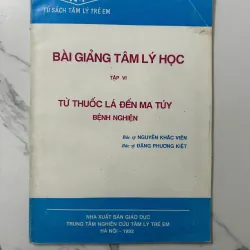 TỦ SÁCH TÂM LÝ TRẺ EM
BÀI GIẢNG TÂM LÝ HỌC
TẬP VI
TỪ THUỐC LÁ ĐẾN MA TÚY
BỆNH NGHIỆN
Bác sỹ NGUYỄN KHẮC VIỆN
Bác sỹ ĐẶNG PHƯƠNG KIỆT
NHÀ XUẤT BẢN GIÁO DỤC
TRUNG TÂM NGHIÊN CỨU TÂM LÝ TRẺ EM
HÀ NỘI - 1993